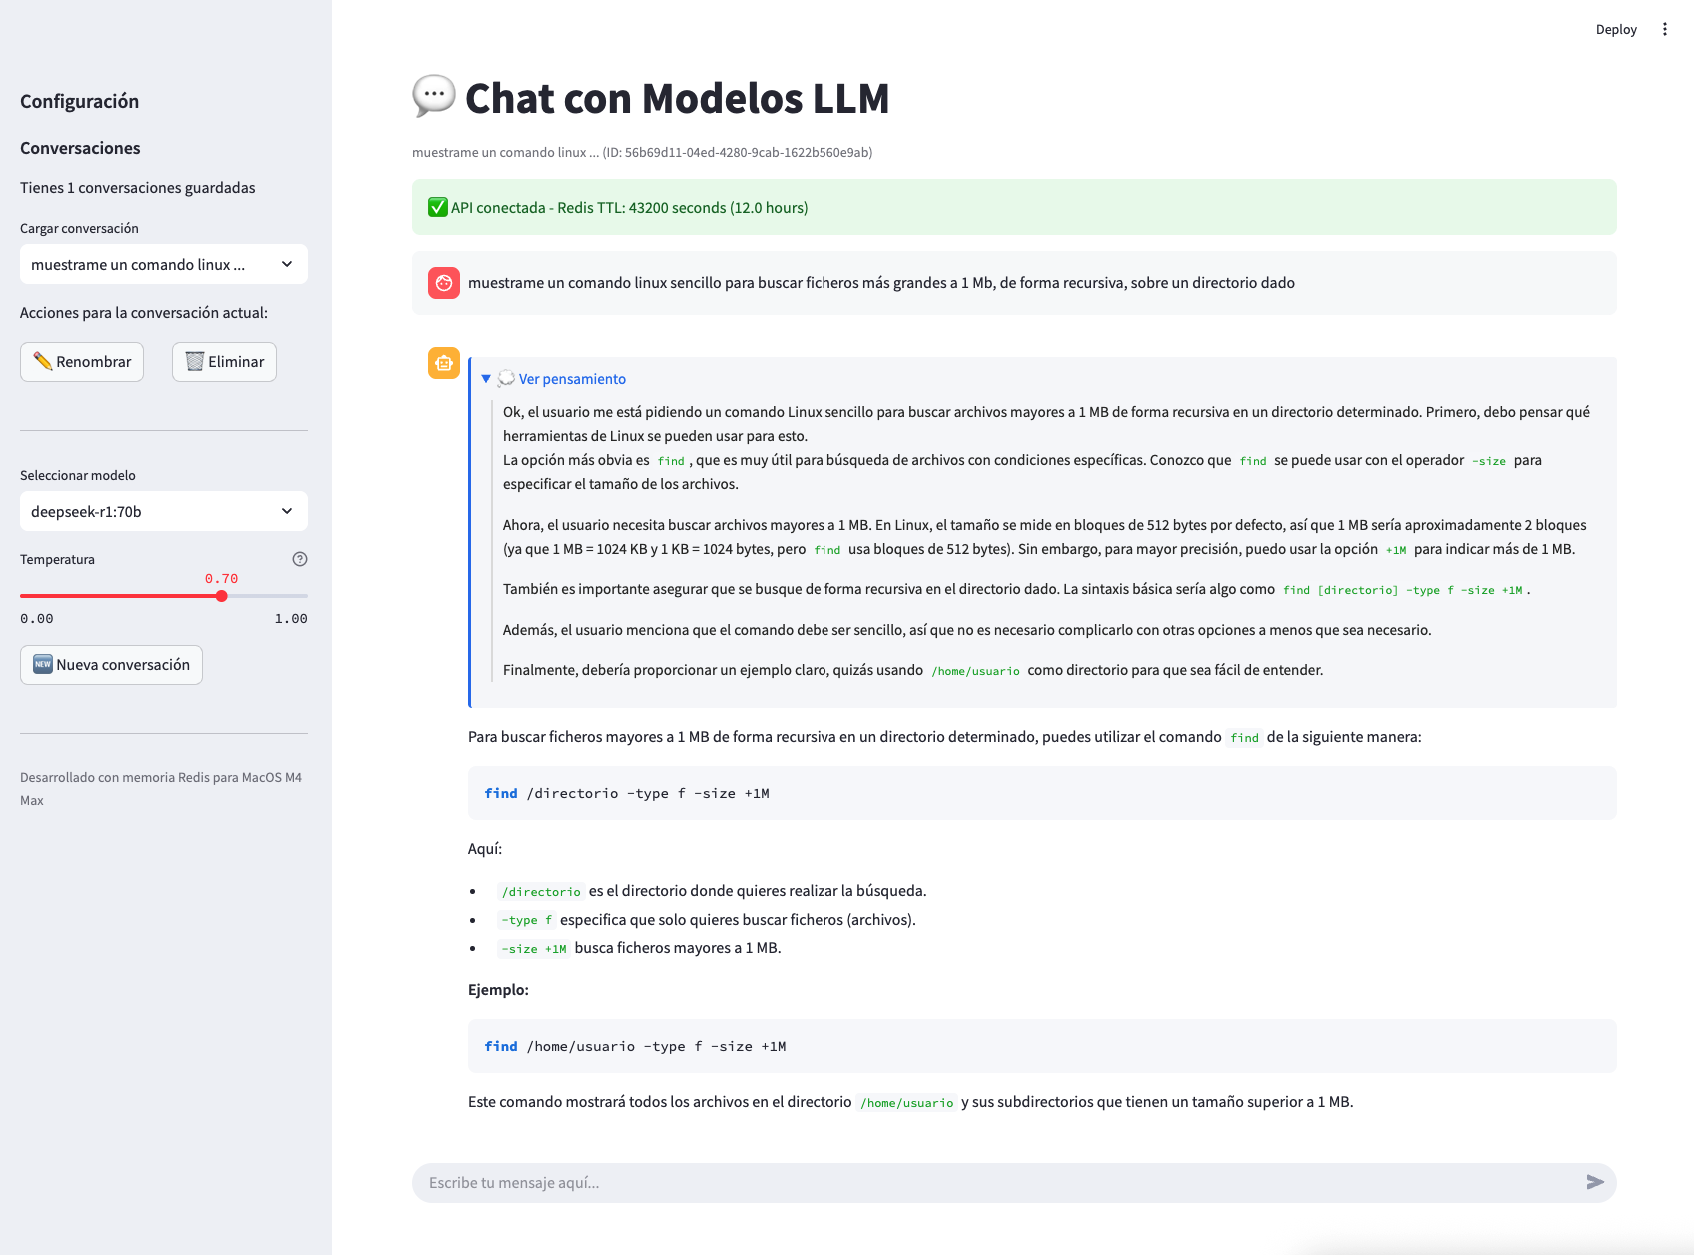 Deploy
Configuración
Conversaciones
Tienes 1 conversaciones guardadas
Cargar conversación
muestrame un comando linux ...
Acciones para la conversación actual:
Renombrar
Eliminar
Seleccionar modelo
deepseek-r1:70b
Temperatura
0.70
0.00 1.00
NEW Nueva conversación
Desarrollado con memoria Redis para MacOS M4
Max
Chat con Modelos LLM
muestrame un comando linux ... (ID: 56b69d11-04ed-4280-9cab-1622b560e9ab)
API conectada - Redis TTL: 43200 seconds (12.0 hours)
muestrame un comando linux sencillo para buscar ficheros más grandes a 1 Mb, de forma recursiva, sobre un directorio dado
Ver pensamiento
Ok, el usuario me está pidiendo un comando Linux sencillo para buscar archivos mayores a 1 MB de forma recursiva en un directorio determinado. Primero, debo pensar qué
herramientas de Linux se pueden usar para esto.
La opción más obvia es find , que es muy útil para búsqueda de archivos con condiciones específicas. Conozco que find se puede usar con el operador -size para
especificar el tamaño de los archivos.
Ahora, el usuario necesita buscar archivos mayores a 1 MB. En Linux, el tamaño se mide en bloques de 512 bytes por defecto, así que 1 MB sería aproximadamente 2 bloques
(ya que 1 MB = 1024 KB y 1 KB = 1024 bytes, pero find usa bloques de 512 bytes). Sin embargo, para mayor precisión, puedo usar la opción +1M para indicar más de 1 MB.
También es importante asegurar que se busque de forma recursiva en el directorio dado. La sintaxis básica sería algo como find [directorio] -type f -size +1M .
Además, el usuario menciona que el comando debe ser sencillo, así que no es necesario complicarlo con otras opciones a menos que sea necesario.
Finalmente, debería proporcionar un ejemplo claro, quizás usando /home/usuario como directorio para que sea fácil de entender.
Para buscar ficheros mayores a 1 MB de forma recursiva en un directorio determinado, puedes utilizar el comando find de la siguiente manera:
find /directorio -type f -size +1M
Aquí:
• /directorio es el directorio donde quieres realizar la búsqueda.
• -type f especifica que solo quieres buscar ficheros (archivos).
• -size +1M busca ficheros mayores a 1 MB.
Ejemplo:
find /home/usuario -type f -size +1M
Este comando mostrará todos los archivos en el directorio /home/usuario y sus subdirectorios que tienen un tamaño superior a 1 MB.
Escribe tu mensaje aquí...